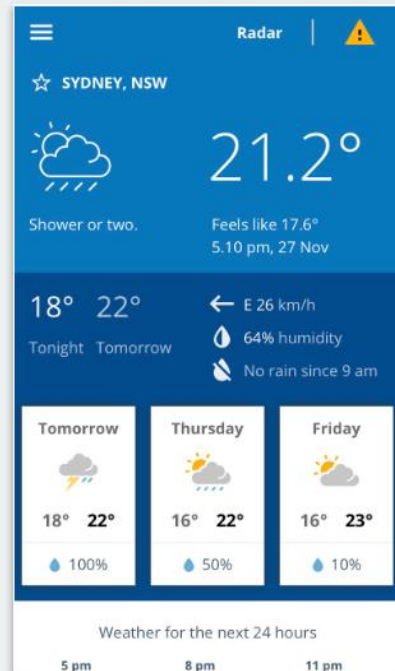 Radar
SYDNEY, NSW
21.2°
Shower or two.
Feels like 17.6°
5.10 pm, 27 Nov
18° 22°
Tonight Tomorrow
E 26 km/h
64% humidity
No rain since 9 am
Tomorrow
18° 22°
100%
Thursday
16° 22°
50%
Friday
16° 23°
10%
Weather for the next 24 hours
5 pm 8 pm 11 pm